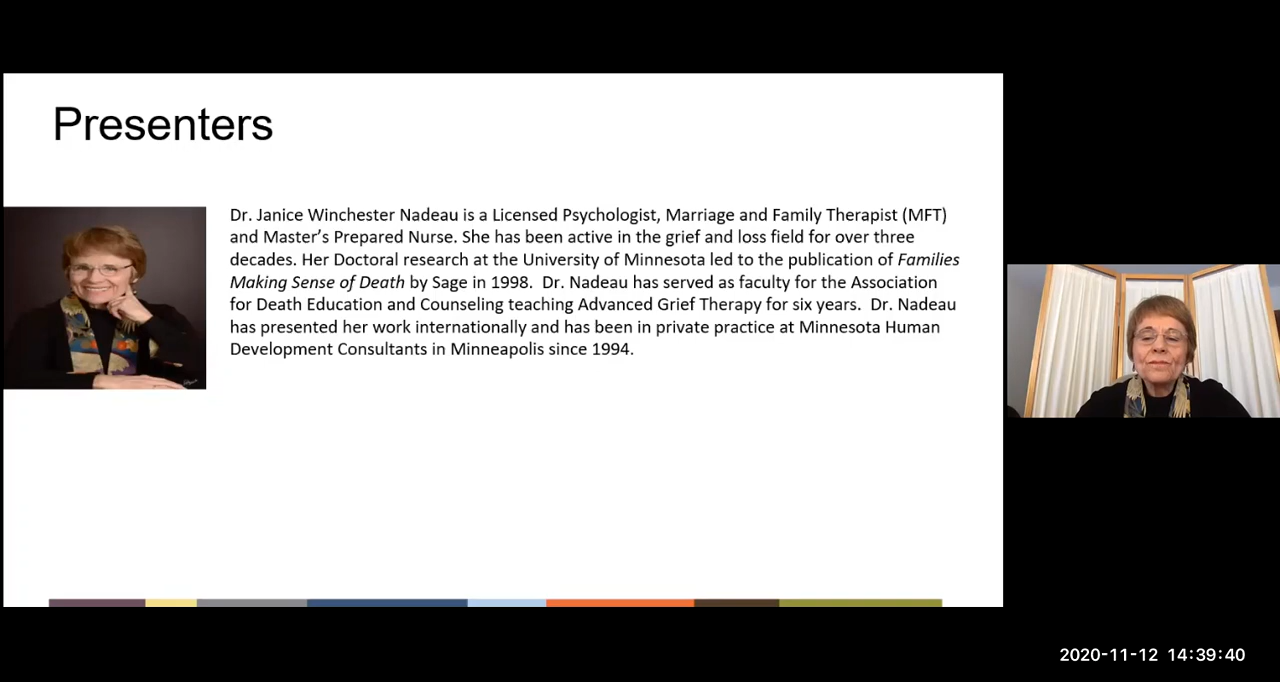 Presenters
Dr. Janice Winchester Nadeau is a Licensed Psychologist, Marriage and Family Therapist (MFT)
and Master's Prepared Nurse. She has been active in the grief and loss field for over three
decades. Her Doctoral research at the University of Minnesota led to the publication of Families
Making Sense of Death by Sage in 1998.  Dr. Nadeau has served as faculty for the Association
for Death Education and Counseling teaching Advanced Grief Therapy for six years.  Dr. Nadeau
has presented her work internationally and has been in private practice at Minnesota Human
Development Consultants in Minneapolis since 1994.
2020-11-12 14:39:40